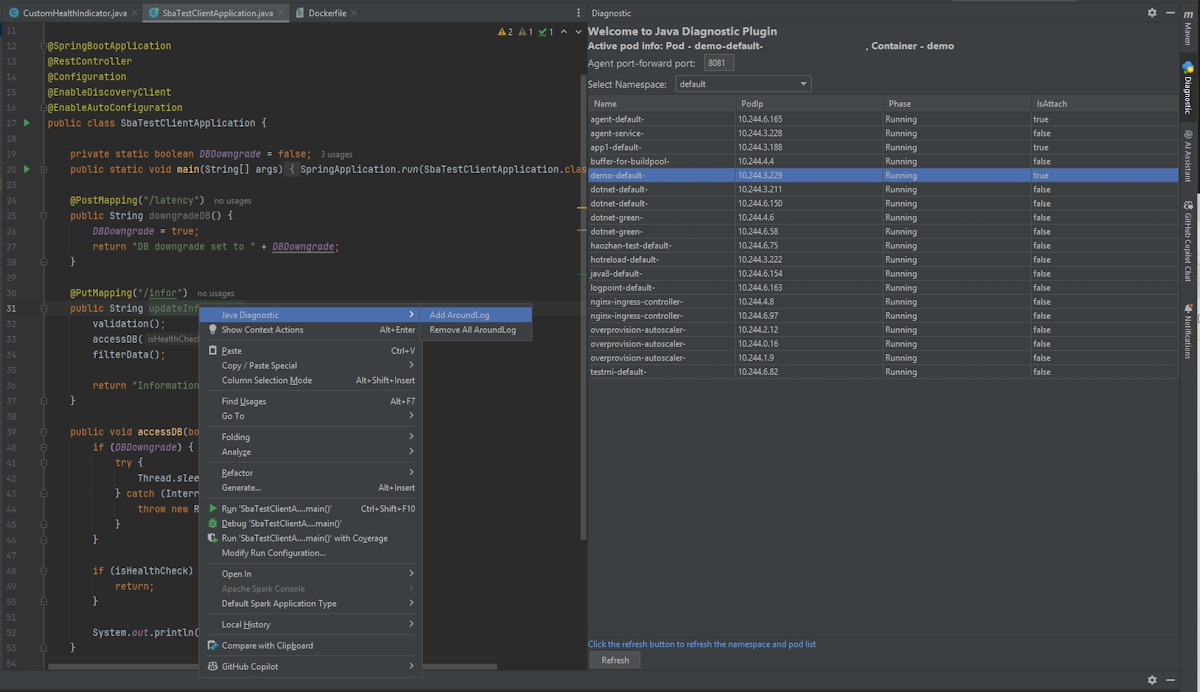 CustomHealthIndicator.java
SbaTestClientApplication.java
Dockerfile
2 1 1
11
12 @SpringBootApplication
13 @RestController
14 @Configuration
15 @EnableDiscoveryClient
16 @EnableAutoConfiguration
17 public class SbaTestClientApplication {
18
19 private static boolean DBDowngrade = false; 3 usages
20 public static void main(String[] args) { SpringApplication.run(SbaTestClientApplication.clas
23
24 @PostMapping("/latency") no usages
25 public String downgradeDB() {
26 DBDowngrade = true;
27 return "DB downgrade set to " + DBDowngrade;
28 }
29
30 @PutMapping("/infor") no usages
31 public String updateInf
32 validation();
33 accessDB( isHealthChec
34 filterData();
35
36 return "Information
37 }
38
39 public void accessDB(bo
40 if (DBDowngrade) {
41 try {
42 Thread.slee
43 } catch (Interr
44 throw new R
45 }
46 }
47
48 if (isHealthCheck)
49 return;
50 }
51
52 System.out.println(
53 }
54
Java Diagnostic
Show Context Actions Alt+Enter
Paste Ctrl+V
Copy / Paste Special
Column Selection Mode Alt+Shift+Insert
Find Usages Alt+F7
Go To
Folding
Analyze
Refactor
Generate... Alt+Insert
Run 'SbaTestClientA....main()' Ctrl+Shift+F10
Debug 'SbaTestClientA....main()'
Run 'SbaTestClientA....main()' with Coverage
Modify Run Configuration...
Open In
Apache Spark Console
Default Spark Application Type
Local History
Compare with Clipboard
GitHub Copilot
Add AroundLog
Remove All AroundLog
Diagnostic
Welcome to Java Diagnostic Plugin
Active pod info: Pod - demo-default- , Container - demo
Agent port-forward port: 8081
Select Namespace: default
Name PodIp Phase IsAttach
agent-default- 10.244.6.165 Running true
agent-service- 10.244.3.228 Running false
app1-default- 10.244.3.188 Running true
buffer-for-buildpool- 10.244.4.4 Running false
demo-default- 10.244.3.229 Running true
dotnet-default- 10.244.3.211 Running false
dotnet-default- 10.244.6.150 Running false
dotnet-green- 10.244.4.6 Running false
dotnet-green- 10.244.6.58 Running false
haozhan-test-default- 10.244.6.75 Running false
hotreload-default- 10.244.3.222 Running false
java8-default- 10.244.6.154 Running false
logpoint-default- 10.244.6.163 Running false
nginx-ingress-controller- 10.244.4.8 Running false
nginx-ingress-controller- 10.244.6.97 Running false
overprovision-autoscaler- 10.244.2.12 Running false
overprovision-autoscaler- 10.244.0.16 Running false
overprovision-autoscaler- 10.244.1.9 Running false
testmi-default- 10.244.6.82 Running false
Click the refresh button to refresh the namespace and pod list
Refresh
m
Maven
Diagnostic
AI Assistant
GitHub Copilot Chat
Notifications